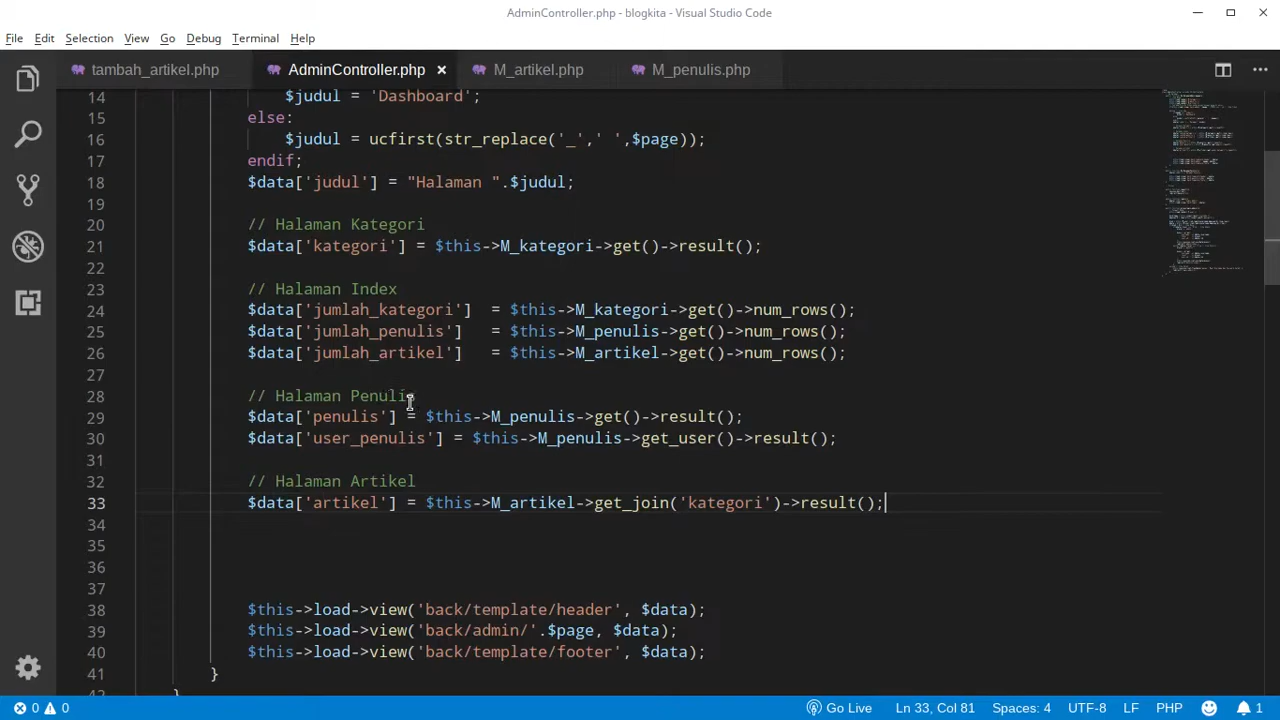 AdminController.php - blogkita - Visual Studio Code
File Edit Selection View Go Debug Terminal Help
tambah_artikel.php AdminController.php × M_artikel.php M_penulis.php
14 $judul = 'Dashboard';
15 else:
16 $judul = ucfirst(str_replace('_',' ',$page));
17 endif;
18 $data['judul'] = "Halaman ".$judul;
19
20 // Halaman Kategori
21 $data['kategori'] = $this->M_kategori->get()->result();
22
23 // Halaman Index
24 $data['jumlah_kategori'] = $this->M_kategori->get()->num_rows();
25 $data['jumlah_penulis'] = $this->M_penulis->get()->num_rows();
26 $data['jumlah_artikel'] = $this->M_artikel->get()->num_rows();
27
28 // Halaman Penulis
29 $data['penulis'] = $this->M_penulis->get()->result();
30 $data['user_penulis'] = $this->M_penulis->get_user()->result();
31
32 // Halaman Artikel
33 $data['artikel'] = $this->M_artikel->get_join('kategori')->result();
34
35
36
37
38 $this->load->view('back/template/header', $data);
39 $this->load->view('back/admin/'.$page, $data);
40 $this->load->view('back/template/footer', $data);
41 }
42 }
0 0 Go Live Ln 33, Col 81 Spaces: 4 UTF-8 LF PHP 1